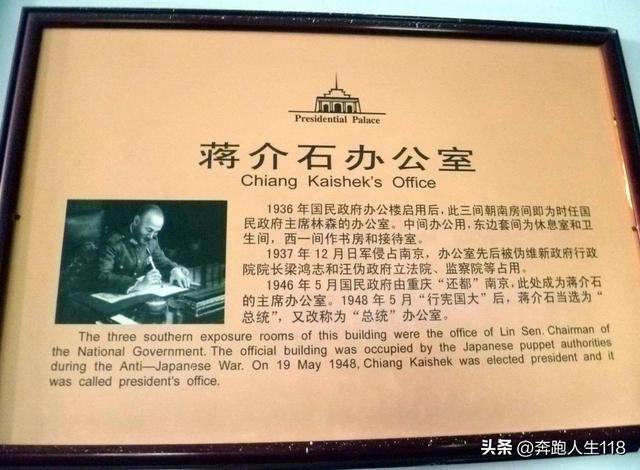 Presidential Palace
蒋介石办公室
Chiang Kaishek's Office
1936 年国民政府办公楼启用后，此三间朝南房间即为时任国
民政府主席林森的办公室。中间办公用，东边套间为休息室和卫
生间，西一间作书房和接待室。
1937 年 12 月日军侵占南京，办公室先后被伪维新政府行政
院院长梁鸿志和汪伪政府立法院、监察院等占用。
1946 年 5 月国民政府由重庆“还都”南京，此处成为蒋介石
的主席办公室。1948 年 5 月“行宪国大”后，蒋介石当选为“
总统”，又改称为“总统”办公室。
The three southern exposure rooms of this building were the office of Lin Sen. Chairman of
the National Government. The official building was occupied by the Japanese puppet authorities
during the Anti—Japanese War. On 19 May 1948, Chiang Kaishek was elected president and it
was called president's office.
头条 @奔跑人生118